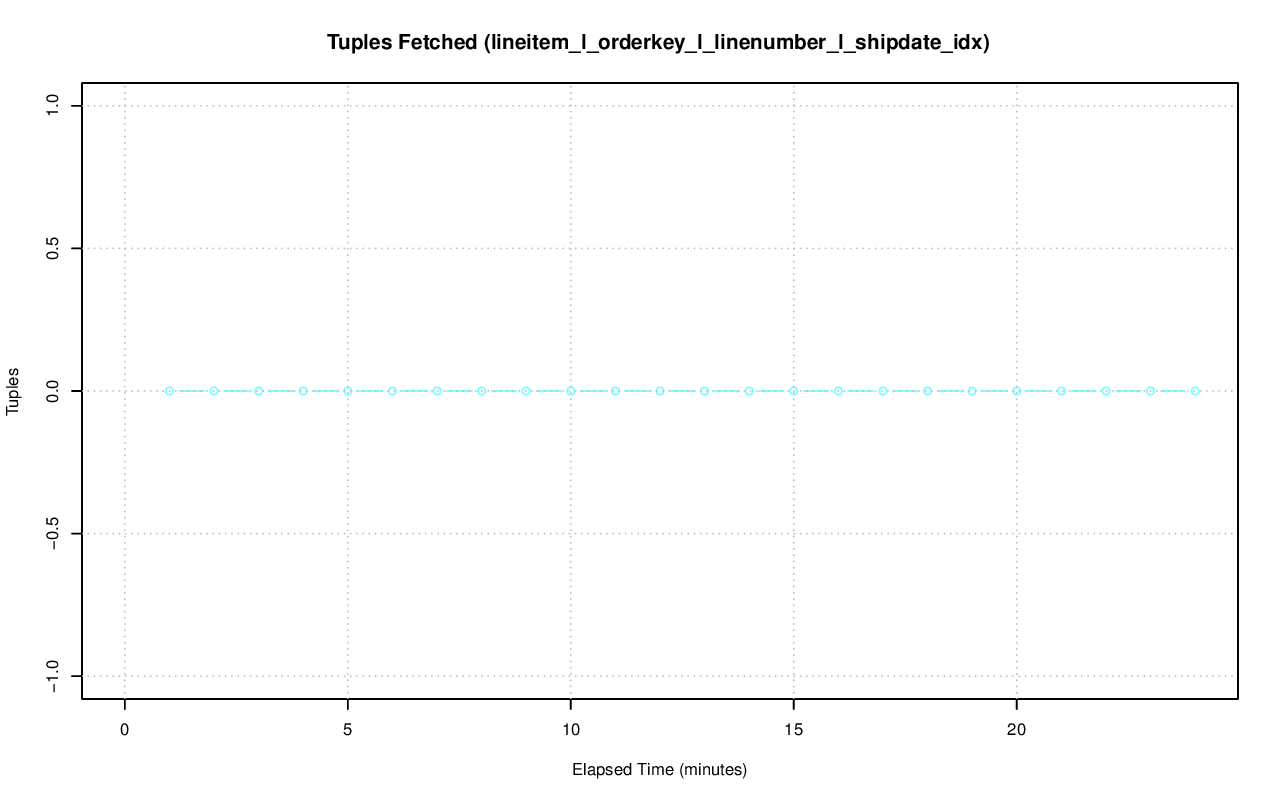 Tuples Fetched (lineitem_l_orderkey_l_linenumber_l_shipdate_idx)
1.0
0.5
0.0
−0.5
−1.0
Tuples
0 5 10 15 20
Elapsed Time (minutes)